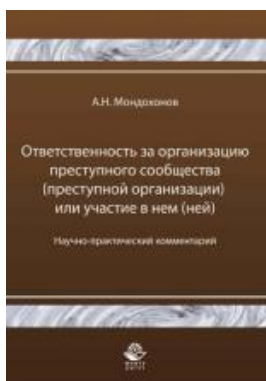 А.Н. Мондохонов
Ответственность за организацию
преступного сообщества
(преступной организации)
или участие в нем (ней)
Научно-практический комментарий